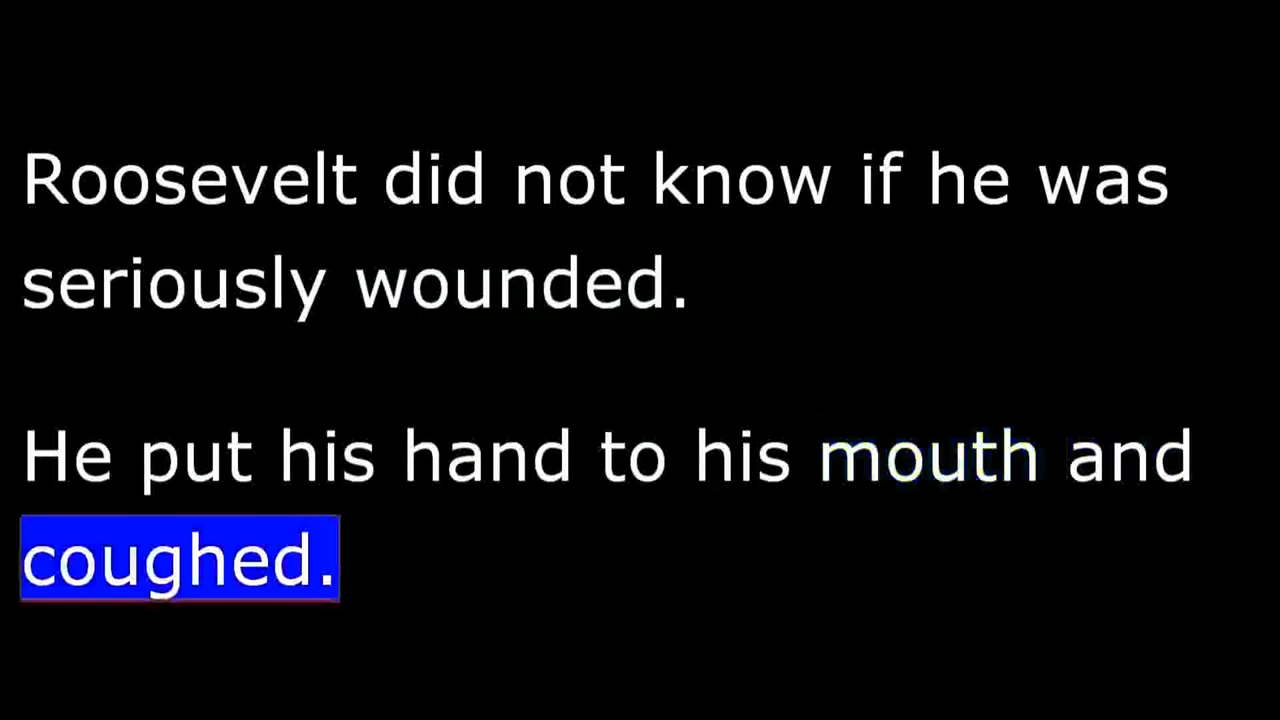 Roosevelt did not know if he was
seriously wounded.
He put his hand to his mouth and
coughed.